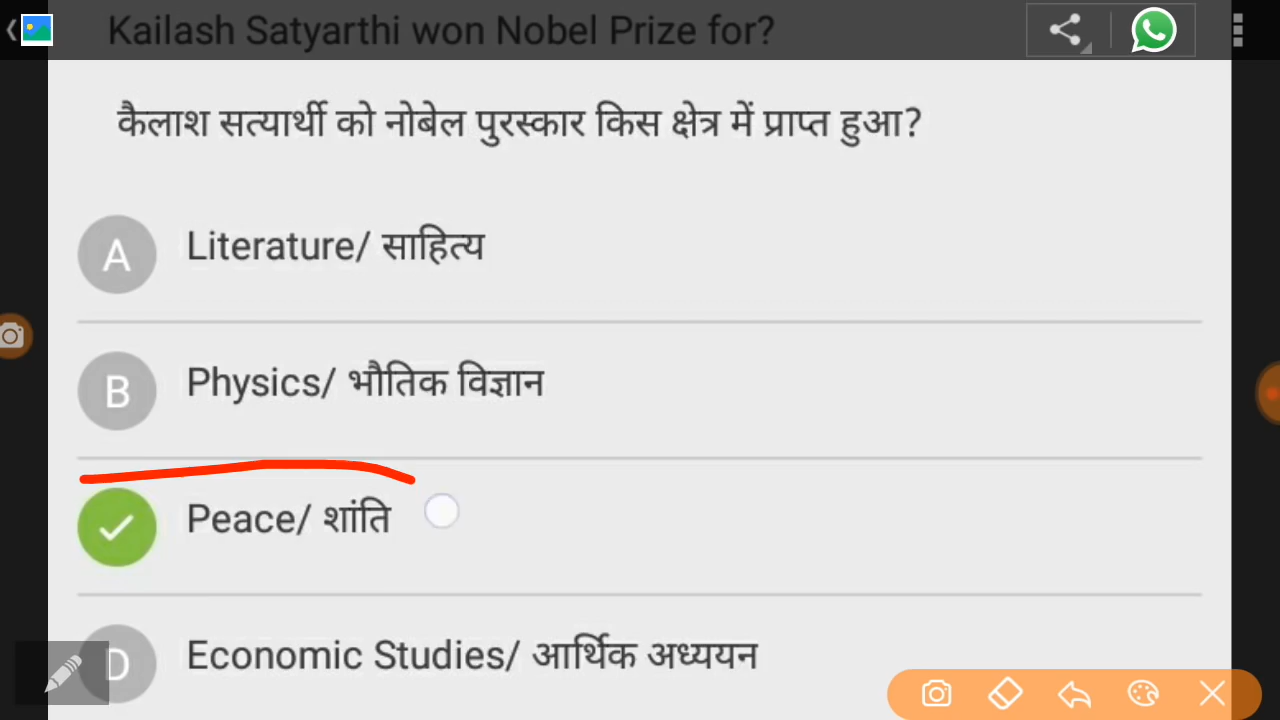 Kailash Satyarthi won Nobel Prize for?
कैलाश सत्यार्थी को नोबेल पुरस्कार किस क्षेत्र में प्राप्त हुआ?
A Literature/ साहित्य
B Physics/ भौतिक विज्ञान
Peace/ शांति
D Economic Studies/ आर्थिक अध्ययन